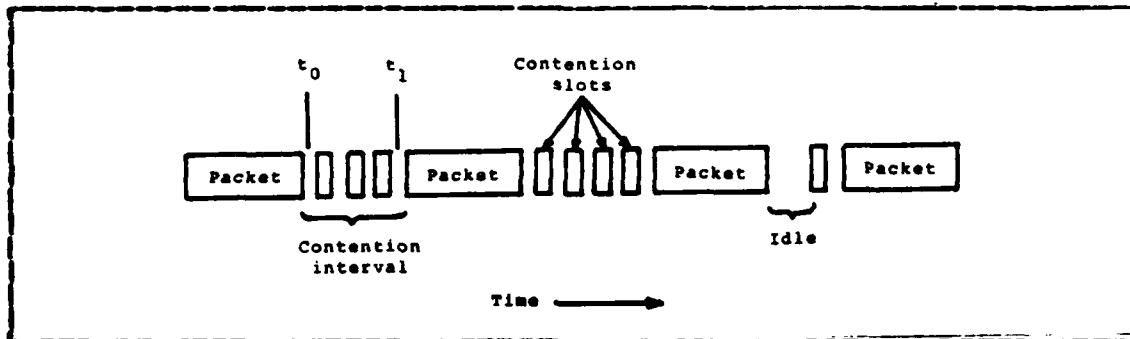 t0
t1
Contention
slots
Packet
Packet
Packet
Packet
Contention
interval
Idle
Time